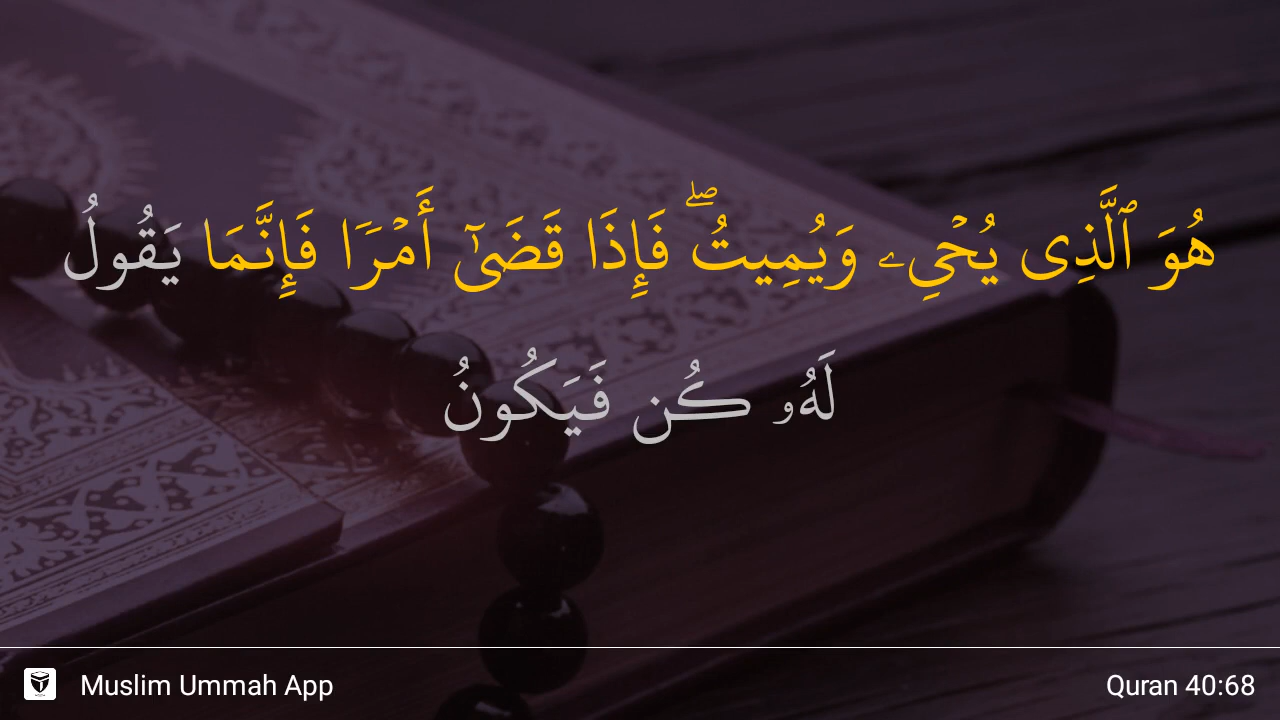 هُوَ ٱلَّذِى يُحْىِۦ وَيُمِيتُ ۖ فَإِذَا قَضَىٰٓ أَمْرًا فَإِنَّمَا يَقُولُ
لَهُۥ كُن فَيَكُونُ
Muslim Ummah App
Quran 40:68